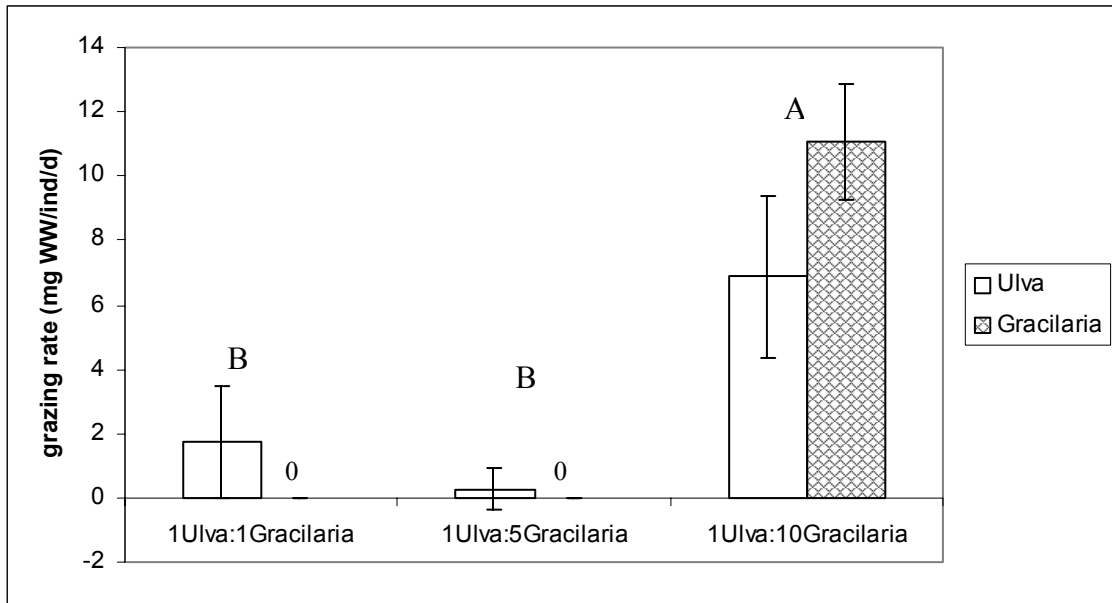 14
12
10
8
6
4
2
0
-2
grazing rate (mg WW/ind/d)
B
0
B
0
A
1Ulva:1Gracilaria
1Ulva:5Gracilaria
1Ulva:10Gracilaria
Ulva
Gracilaria